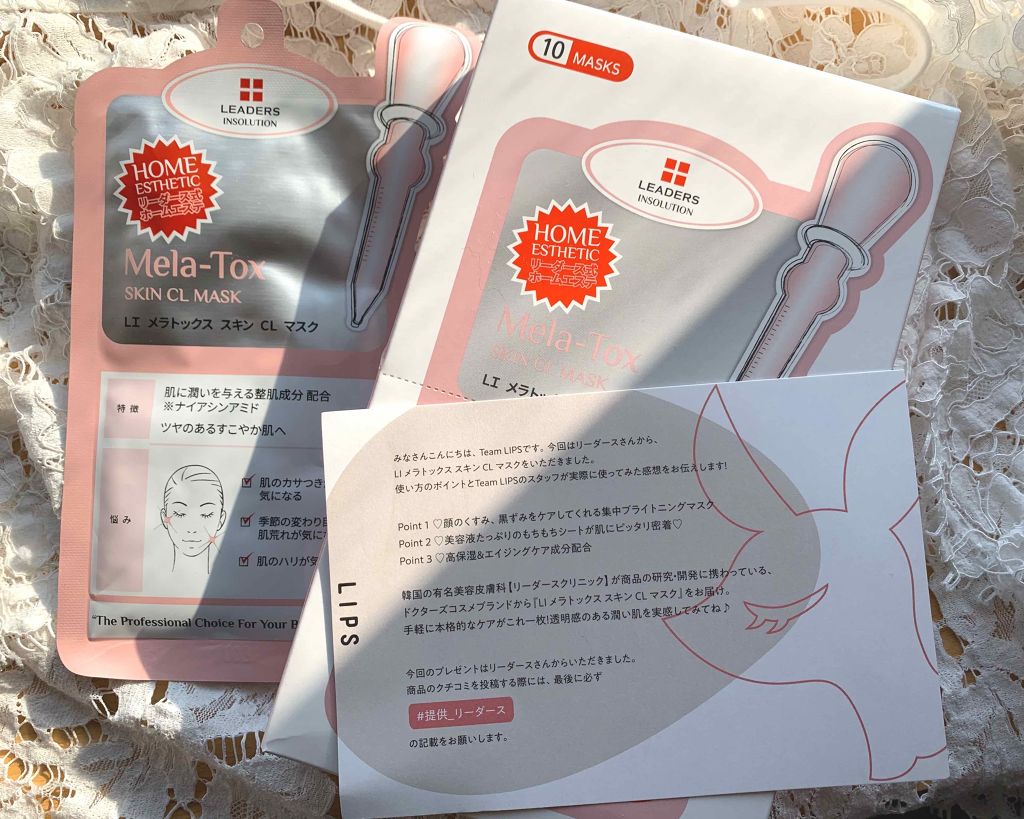 LEADERS
INSOLUTION
HOME
ESTHETIC
リーダース式
ホームエステ
Mela-Tox
SKIN CL MASK
LI メラトックス スキン CL マスク
特徴
肌に潤いを与える整肌成分 配合
※ナイアシンアミド
ツヤのあるすこやか肌へ
悩み
肌のカサつき
気になる
季節の変わり目
肌荒れが気に
肌のハリが気
"The Professional Choice For Your B
10 MASKS
LEADERS
INSOLUTION
HOME
ESTHETIC
リーダース式
ホームエステ
Mela-Tox
SKIN CL MASK
LI メラトックス
みなさんこんにちは、Team LIPSです。今回はリーダースさんから、
LI メラトックス スキン CL マスクをいただきました。
使い方のポイントとTeam LIPSのスタッフが実際に使ってみた感想をお伝えします!
Point 1 ♡顔のくすみ、黒ずみをケアしてくれる集中ブライトニングマスク
Point 2 ♡美容液たっぷりのもちもちシートが肌にピッタリ密着♡
Point 3 ♡高保湿&エイジングケア成分配合
韓国の有名美容皮膚科【リーダースクリニック】が商品の研究・開発に携わっている、
ドクターズコスメブランドから『LI メラトックス スキン CL マスク』をお届け。
手軽に本格的なケアがこれ一枚!透明感のある潤い肌を実感してみてね♪
今回のプレゼントはリーダースさんからいただきました。
商品のクチコミを投稿する際には、最後に必ず
#提供_リーダース
の記載をお願いします。
LIPS